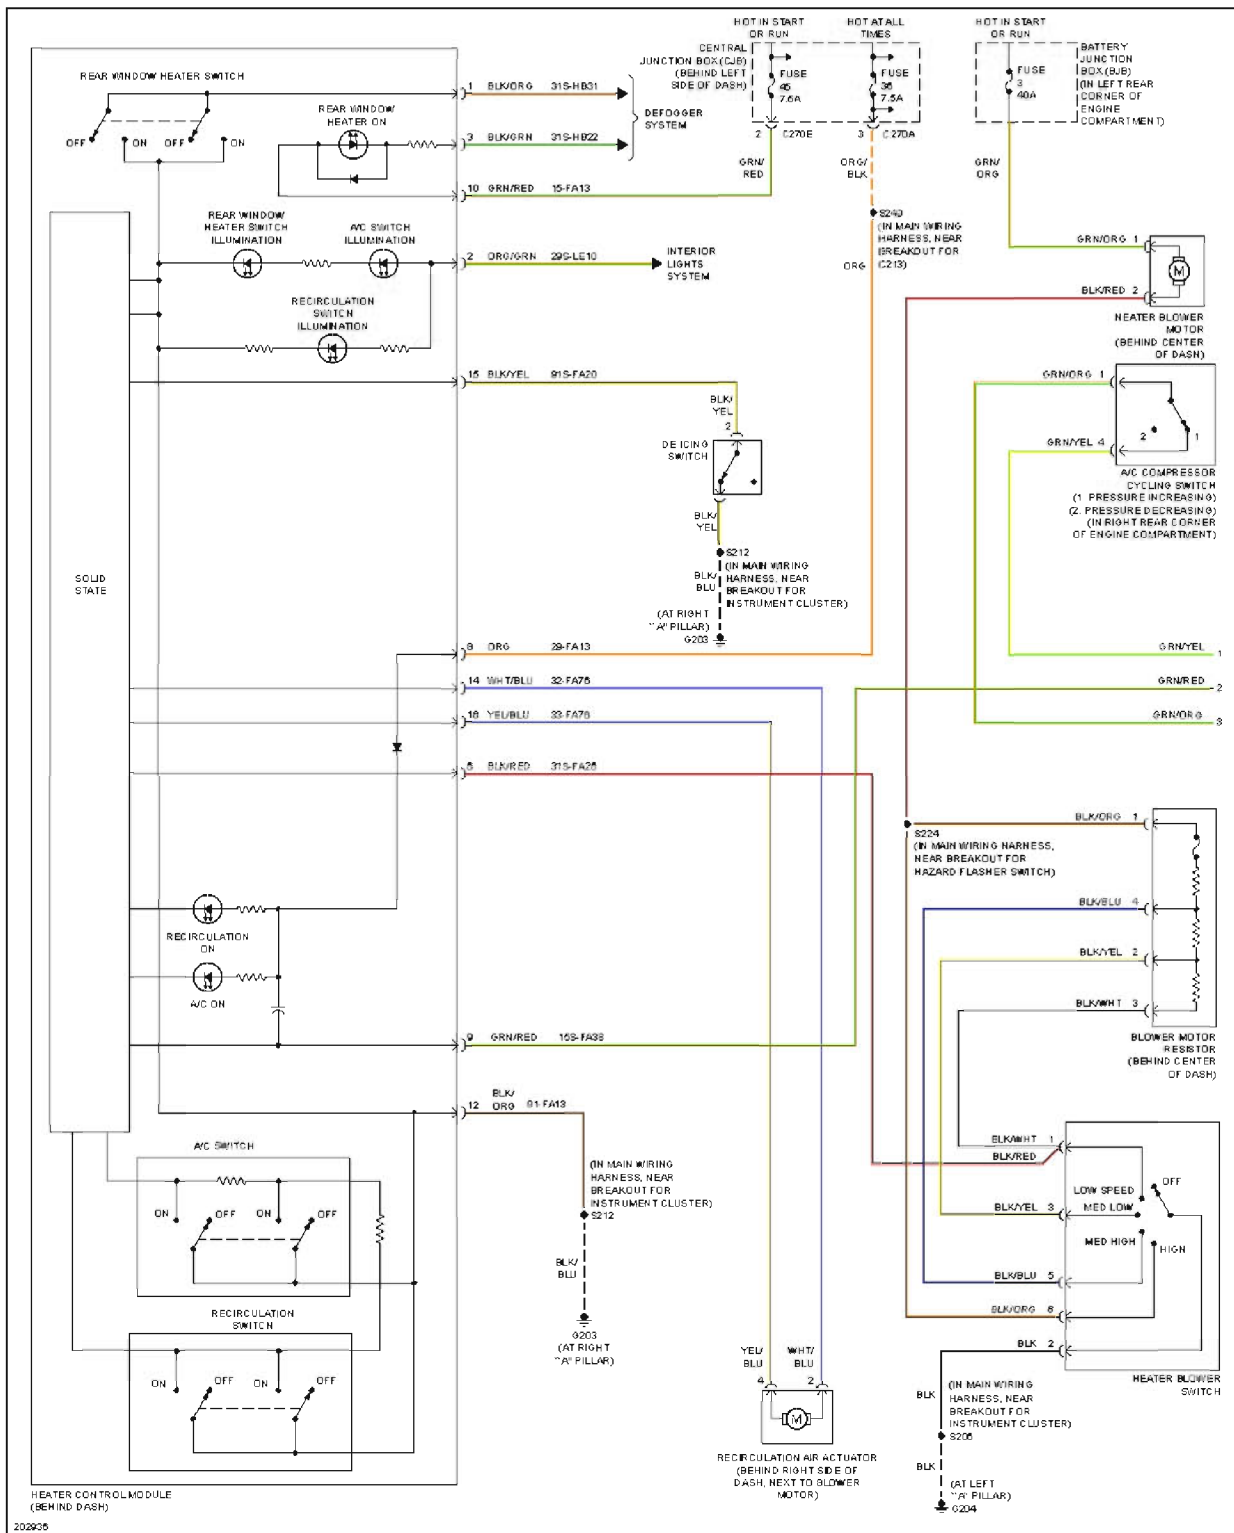 HOT IN START
OR RUN
HOT AT ALL
TIMES
HOT IN START
OR RUN
CENTRAL
JUNCTION BOX (CJB)
(BEHIND LEFT
SIDE OF DASH)
FUSE
45
7.5A
FUSE
36
7.5A
FUSE
3
40A
BATTERY
JUNCTION
BOX (BJB)
(IN LEFT REAR
CORNER OF
ENGINE
COMPARTMENT)
2 C270E
3 C270A
GRN/
RED
ORG/
BLK
GRN/
ORG
REAR WINDOW HEATER SWITCH
OFF
ON
OFF
ON
REAR WINDOW
HEATER ON
1 BLK/ORG 31S-HB31
3 BLK/GRN 31S-HB22
DEFOGGER
SYSTEM
10 GRN/RED 15-FA13
S240
(IN MAIN WIRING
HARNESS, NEAR
BREAKOUT FOR
C213)
ORG
REAR WINDOW
HEATER SWITCH
ILLUMINATION
A/C SWITCH
ILLUMINATION
2 ORG/GRN 29S-LE10
INTERIOR
LIGHTS
SYSTEM
RECIRCULATION
SWITCH
ILLUMINATION
GRN/ORG 1
M
BLK/RED 2
NEATER BLOWER
MOTOR
(BEHIND CENTER
OF DASH)
15 BLK/YEL 91S-FA20
BLK/
YEL
2
DE ICING
SWITCH
BLK/
YEL
S212
(IN MAIN WIRING
HARNESS, NEAR
BREAKOUT FOR
INSTRUMENT CLUSTER)
BLK/
BLU
(AT RIGHT
"A" PILLAR)
G203
GRN/ORG 1
GRN/YEL 4
2
1
A/C COMPRESSOR
CYCLING SWITCH
(1. PRESSURE INCREASING)
(2. PRESSURE DECREASING)
(IN RIGHT REAR CORNER
OF ENGINE COMPARTMENT)
SOLID
STATE
8 ORG 29-FA13
14 WHT/BLU 32-FA76
18 YEL/BLU 33-FA76
6 BLK/RED 31S-FA26
GRN/YEL 1
GRN/RED 2
GRN/ORG 3
S224
(IN MAIN WIRING HARNESS,
NEAR BREAKOUT FOR
HAZARD FLASHER SWITCH)
BLK/ORG 1
BLK/BLU 4
BLK/YEL 2
BLK/WHT 3
BLOWER MOTOR
RESISTOR
(BEHIND CENTER
OF DASH)
RECIRCULATION
ON
A/C ON
9 GRN/RED 15S-FA38
12 BLK/
ORG 91-FA13
(IN MAIN WIRING
HARNESS, NEAR
BREAKOUT FOR
INSTRUMENT CLUSTER)
S212
BLK/
BLU
G203
(AT RIGHT
"A" PILLAR)
A/C SWITCH
ON
OFF
ON
OFF
RECIRCULATION
SWITCH
ON
OFF
ON
OFF
BLK/WHT 1
BLK/RED
BLK/YEL 3
BLK/BLU 5
BLK/ORG 6
BLK 2
LOW SPEED
MED LOW
MED HIGH
OFF
HIGN
HEATER BLOWER
SWITCH
YEL/
BLU
WHT/
BLU
4
2
M
RECIRCULATION AIR ACTUATOR
(BEHIND RIGHT SIDE OF
DASH, NEXT TO BLOWER
MOTOR)
BLK
(IN MAIN WIRING
HARNESS, NEAR
BREAKOUT FOR
INSTRUMENT CLUSTER)
S205
BLK
(AT LEFT
"A" PILLAR)
G204
HEATER CONTROL MODULE
(BEHIND DASH)
202935